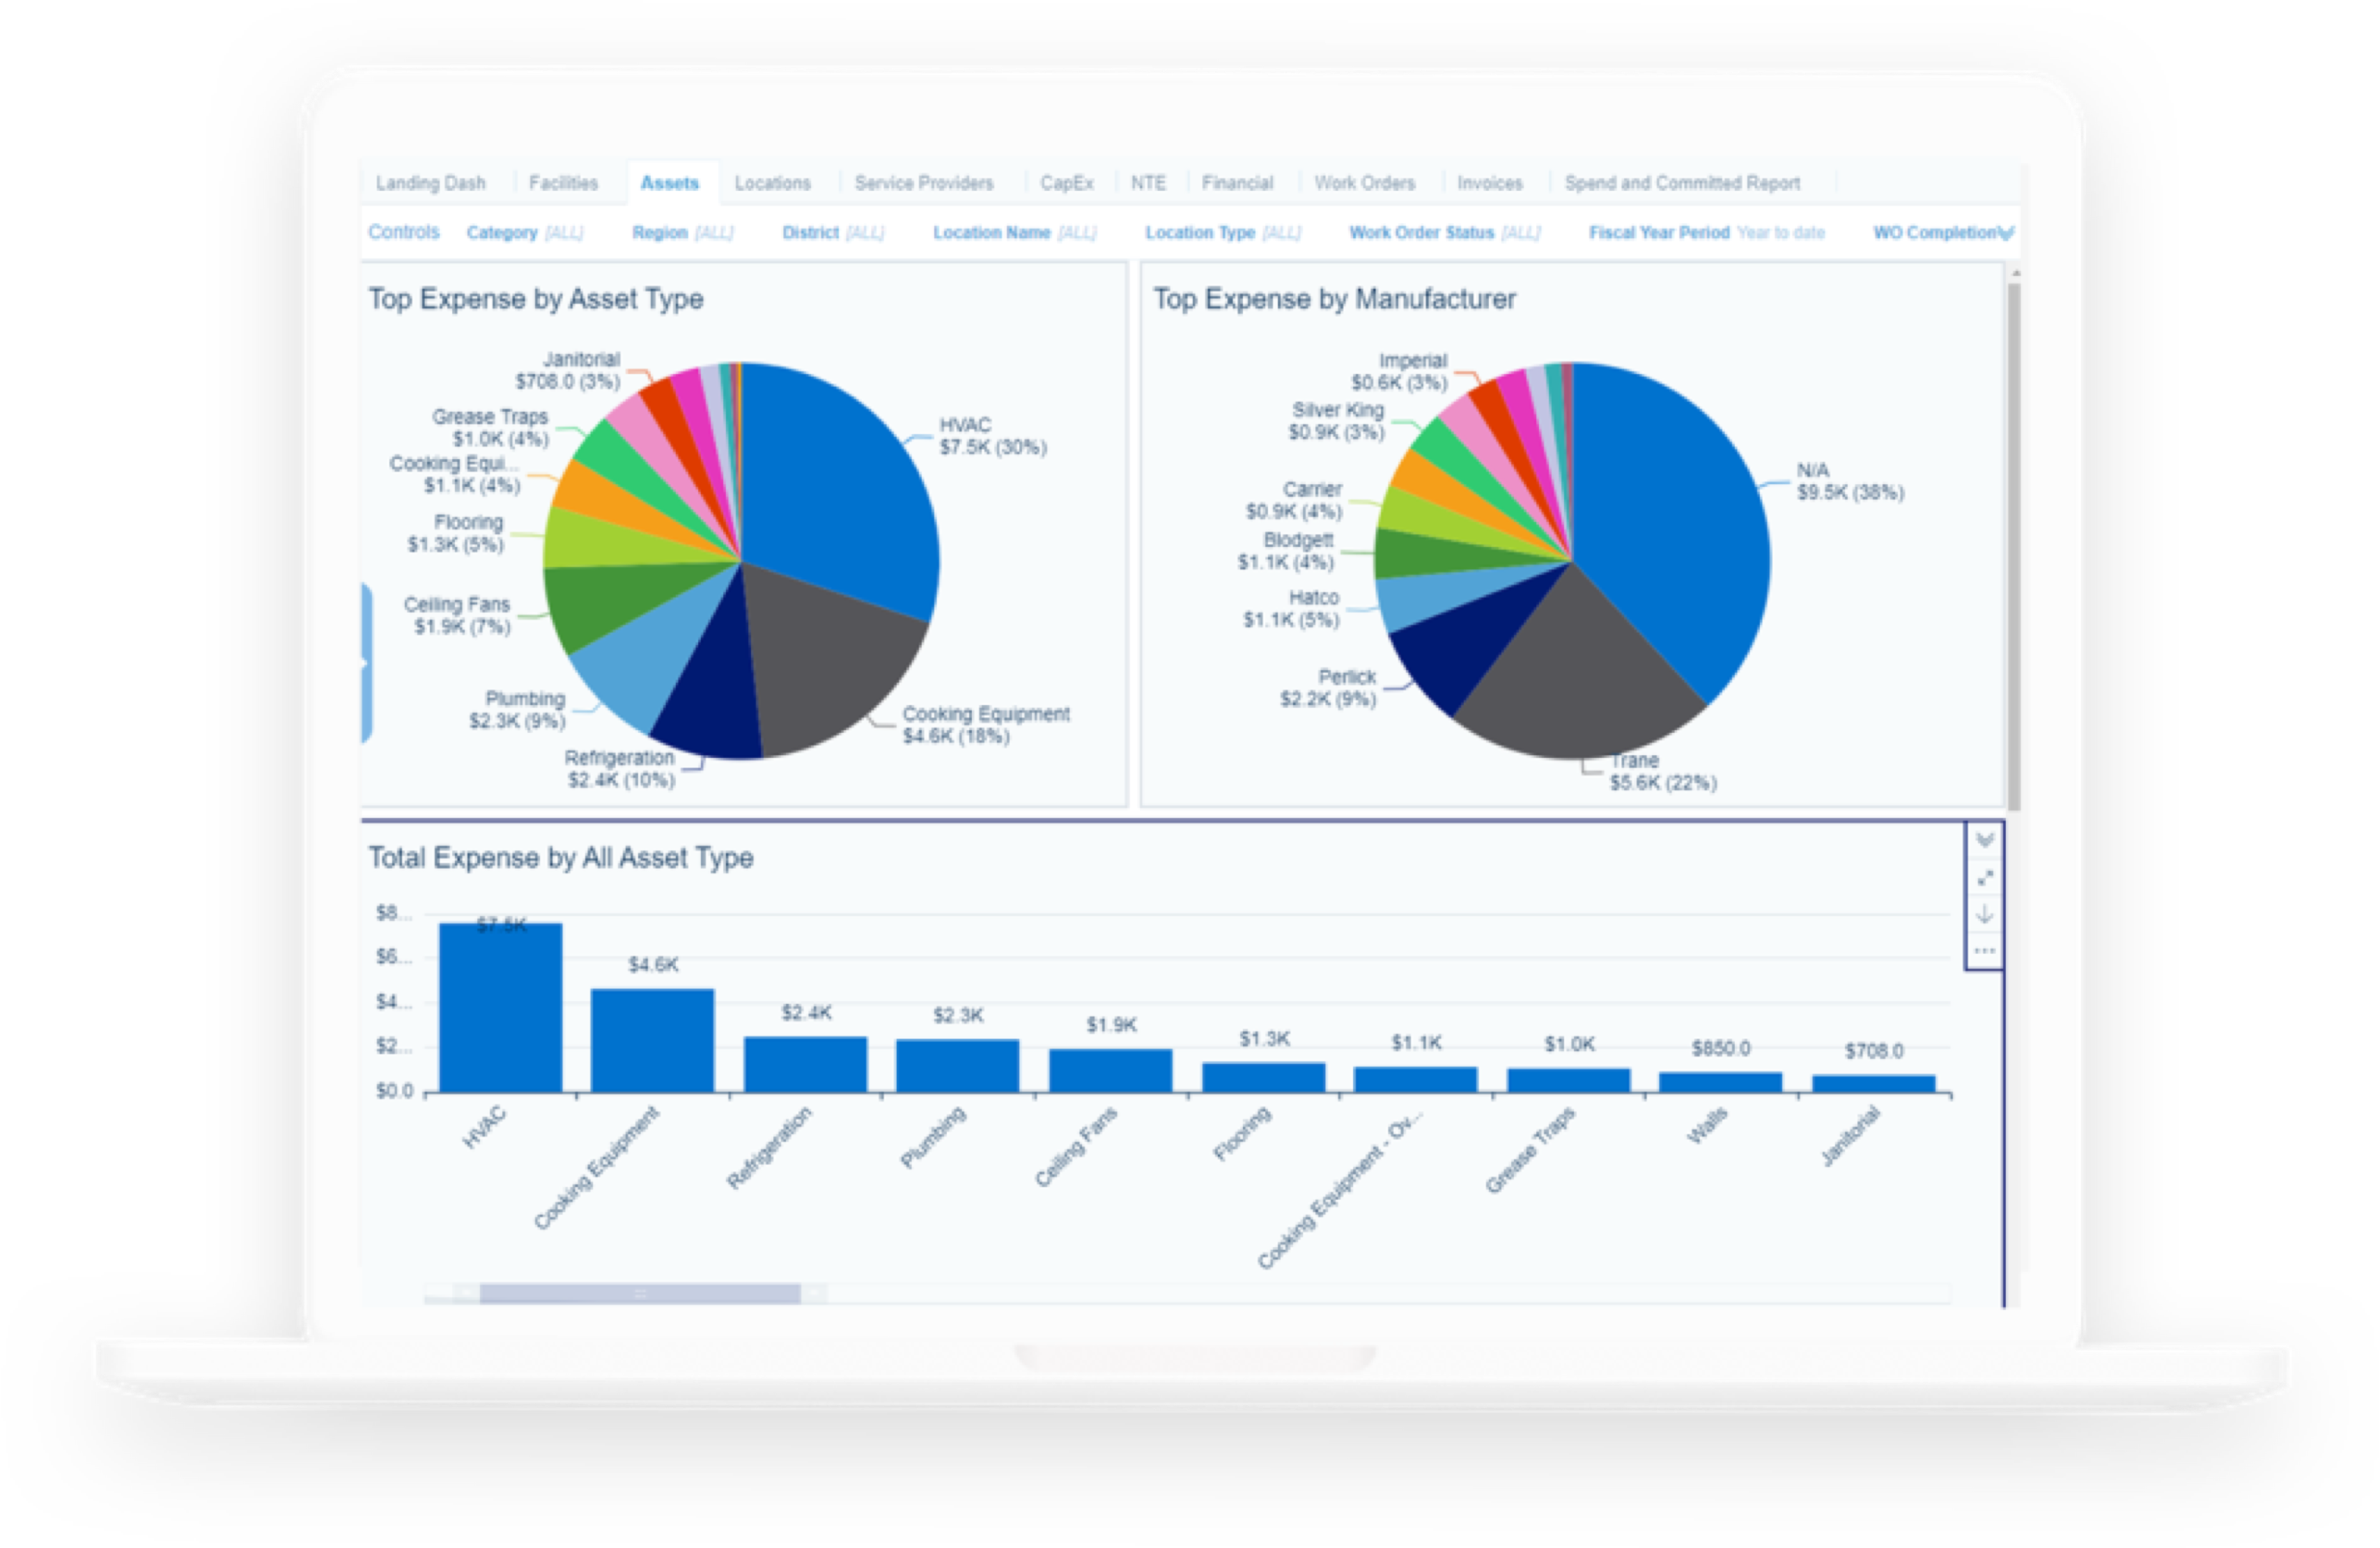 Landing Dash Facilities Assets Locations Service Providers CapEx NTE Financial Work Orders Invoices Spend and Committed Report
Controls Category [ALL] Region [ALL] District [ALL] Location Name [ALL] Location Type [ALL] Work Order Status [ALL] Fiscal Year Period Year to date WO Completion
Top Expense by Asset Type
Janitorial
$708.0 (3%)
Grease Traps
$1.0K (4%)
Cooking Equi...
$1.1K (4%)
Flooring
$1.3K (5%)
Ceiling Fans
$1.9K (7%)
Plumbing
$2.3K (9%)
Refrigeration
$2.4K (10%)
HVAC
$7.5K (30%)
Cooking Equipment
$4.6K (18%)
Top Expense by Manufacturer
Imperial
$0.6K (3%)
Silver King
$0.9K (3%)
Carrier
$0.9K (4%)
Blodgett
$1.1K (4%)
Hatco
$1.1K (5%)
Perlick
$2.2K (9%)
N/A
$9.5K (38%)
Trane
$5.6K (22%)
Total Expense by All Asset Type
$8...
$6...
$4...
$2...
$0.0
$7.5K
$4.6K
$2.4K
$2.3K
$1.9K
$1.3K
$1.1K
$1.0K
$850.0
$708.0
HVAC
Cooking Equipment
Refrigeration
Plumbing
Ceiling Fans
Flooring
Cooking Equipment - Ov...
Grease Traps
Walls
Janitorial